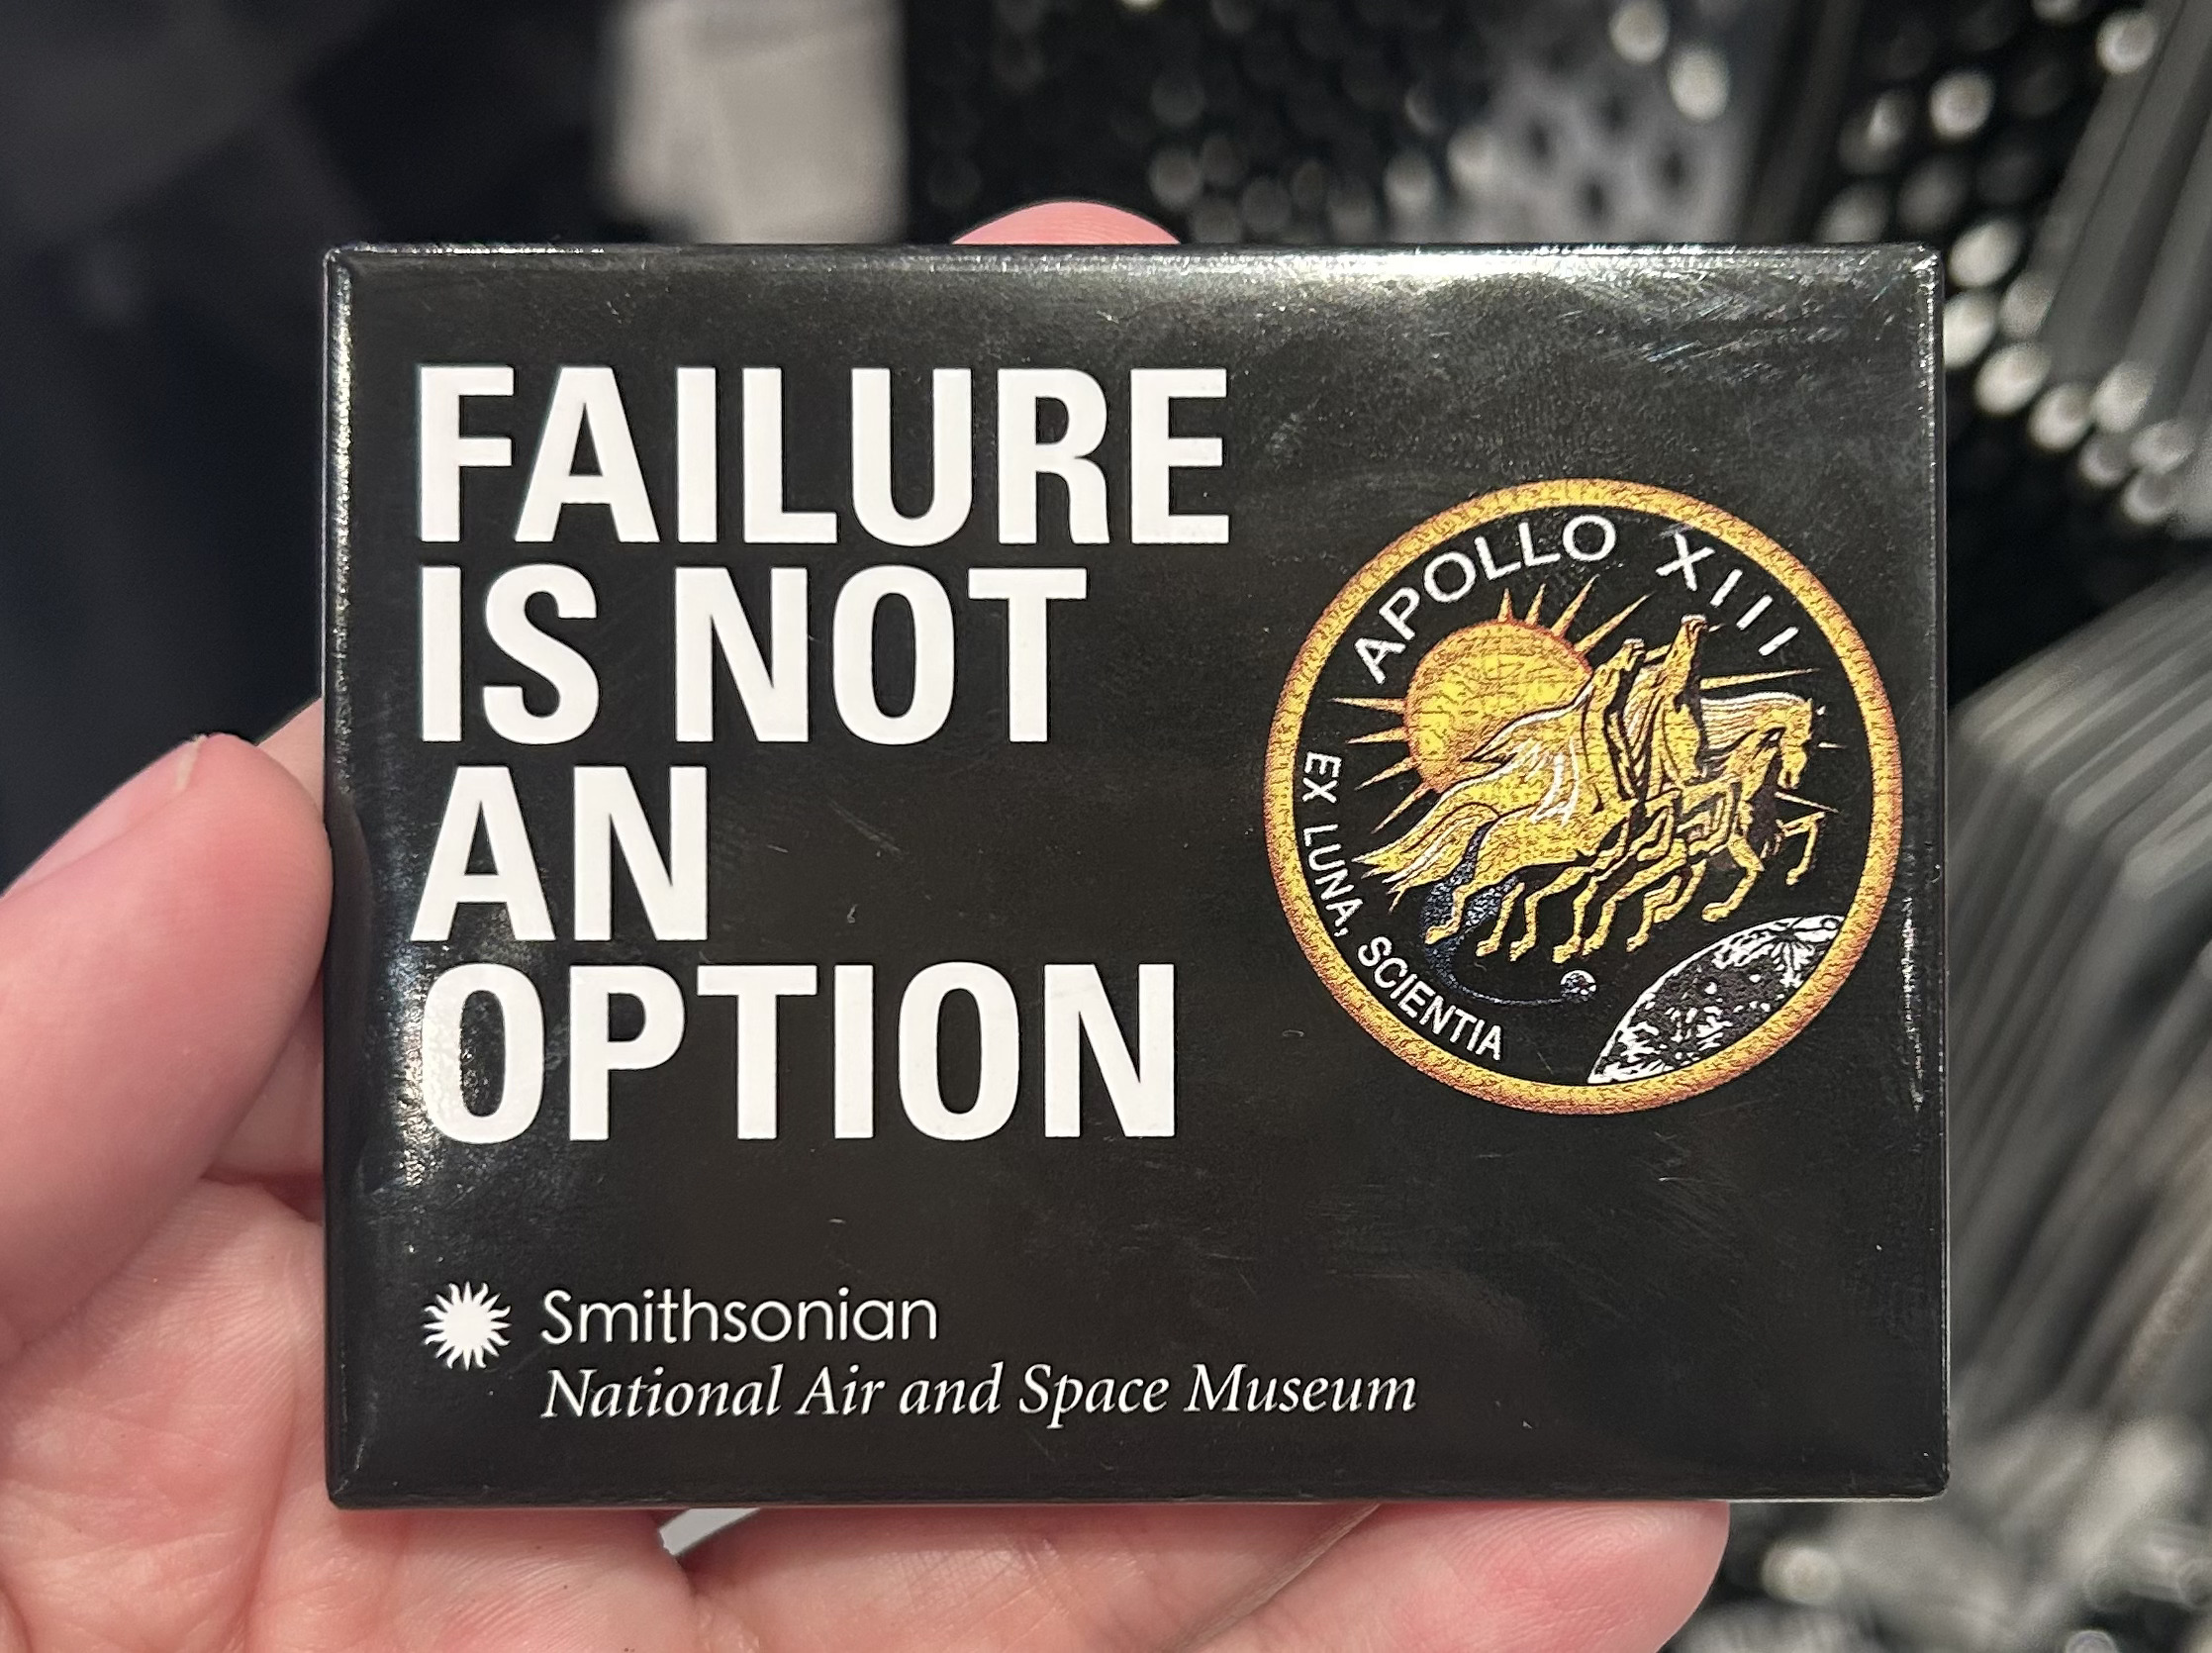 FAILURE
IS NOT
AN
OPTION
APOLLO XIII
EX LUNA, SCIENTIA
Smithsonian
National Air and Space Museum